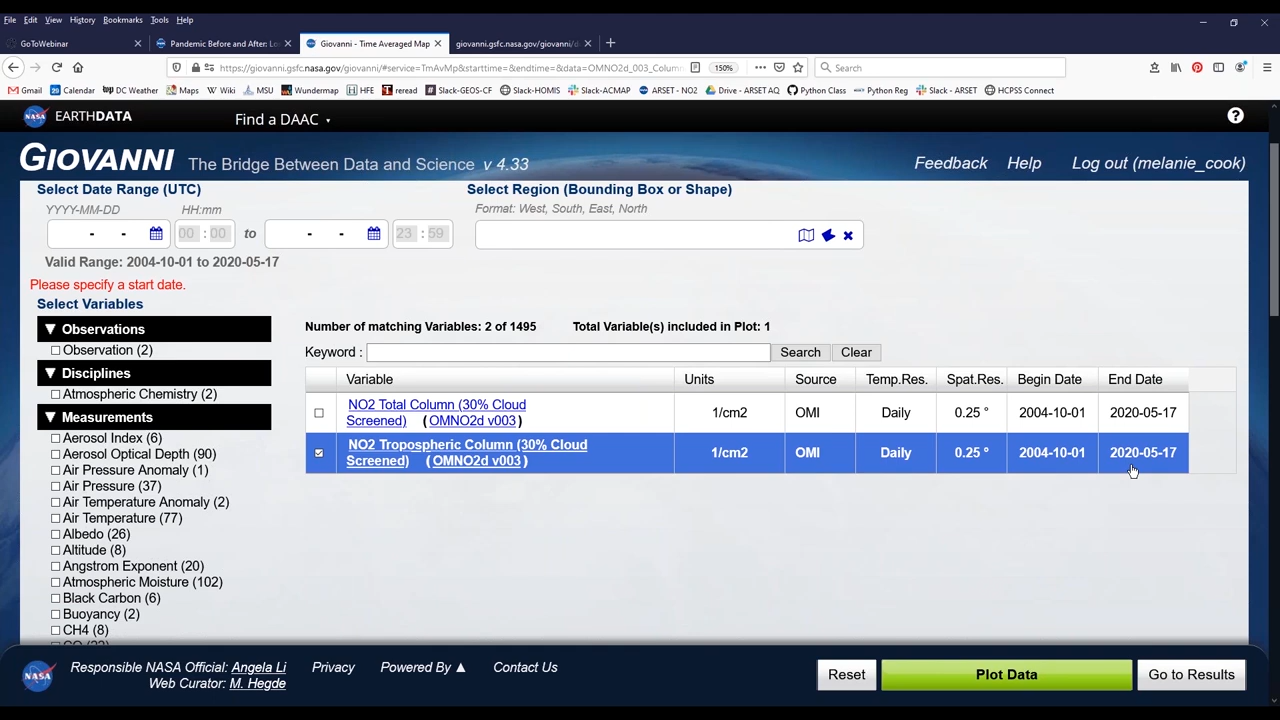 File Edit View History Bookmarks Tools Help
GoToWebinar
Pandemic Before and After: Lo
Giovanni - Time Averaged Map
giovanni.gsfc.nasa.gov/giovanni/d
https://giovanni.gsfc.nasa.gov/giovanni/#service=TmAvMp&starttime=&endtime=&data=OMNO2d_003_Column
150%
Search
Gmail Calendar DC Weather Maps Wiki MSU Wundermap HFE reread Slack-GEOS-CF Slack-HOMIS Slack-ACMAP ARSET - NO2 Drive - ARSET AQ Python Class Python Reg Slack - ARSET HCPSS Connect
NASA EARTHDATA Find a DAAC
GIOVANNI The Bridge Between Data and Science v 4.33 Feedback Help Log out (melanie_cook)
Select Date Range (UTC) Select Region (Bounding Box or Shape)
YYYY-MM-DD HH:mm Format: West, South, East, North
- - 00 : 00 to - - 23 : 59
Valid Range: 2004-10-01 to 2020-05-17
Please specify a start date.
Select Variables
▼ Observations
Observation (2)
▼ Disciplines
Atmospheric Chemistry (2)
▼ Measurements
Aerosol Index (6)
Aerosol Optical Depth (90)
Air Pressure Anomaly (1)
Air Pressure (37)
Air Temperature Anomaly (2)
Air Temperature (77)
Albedo (26)
Altitude (8)
Angstrom Exponent (20)
Atmospheric Moisture (102)
Black Carbon (6)
Buoyancy (2)
CH4 (8)
Number of matching Variables: 2 of 1495 Total Variable(s) included in Plot: 1
Keyword : Search Clear
Variable Units Source Temp.Res. Spat.Res. Begin Date End Date
NO2 Total Column (30% Cloud
Screened) (OMNO2d v003) 1/cm2 OMI Daily 0.25 ° 2004-10-01 2020-05-17
NO2 Tropospheric Column (30% Cloud
Screened) (OMNO2d v003) 1/cm2 OMI Daily 0.25 ° 2004-10-01 2020-05-17
NASA Responsible NASA Official: Angela Li Privacy Powered By ▲ Contact Us
Web Curator: M. Hegde
Reset Plot Data Go to Results